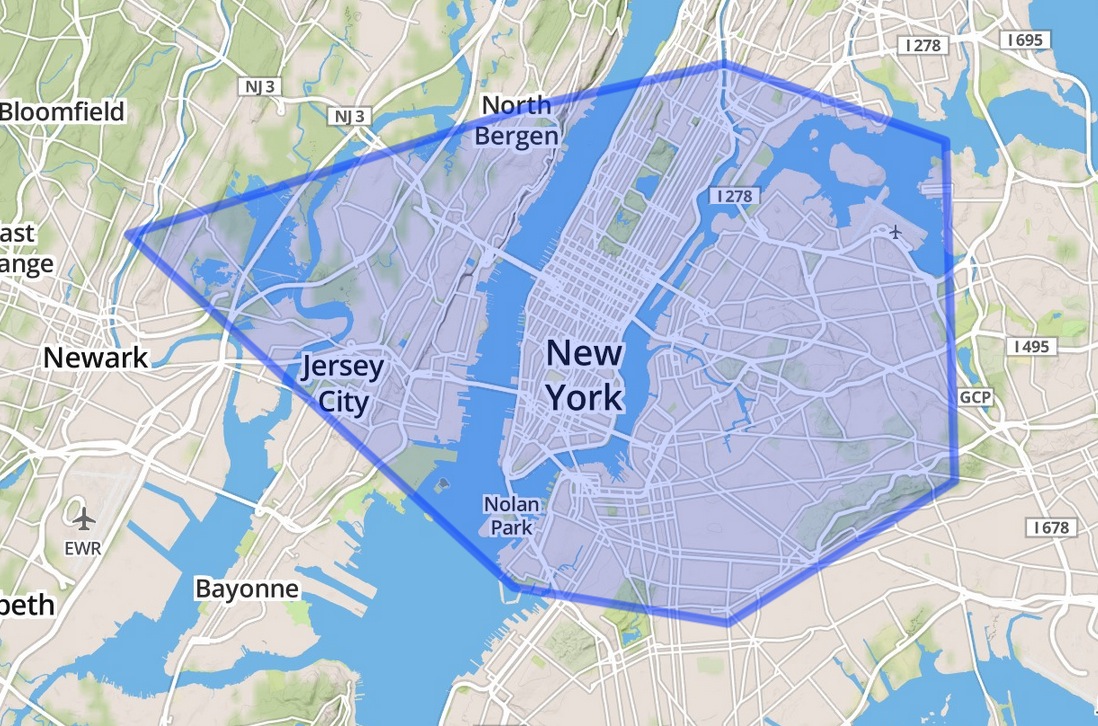 I 278
I 695
NJ 3
Bloomfield
NJ 3
North
Bergen
I 278
ast
ange
Newark
I 495
New
York
Jersey
City
GCP
Nolan
Park
I 678
EWR
Bayonne
beth